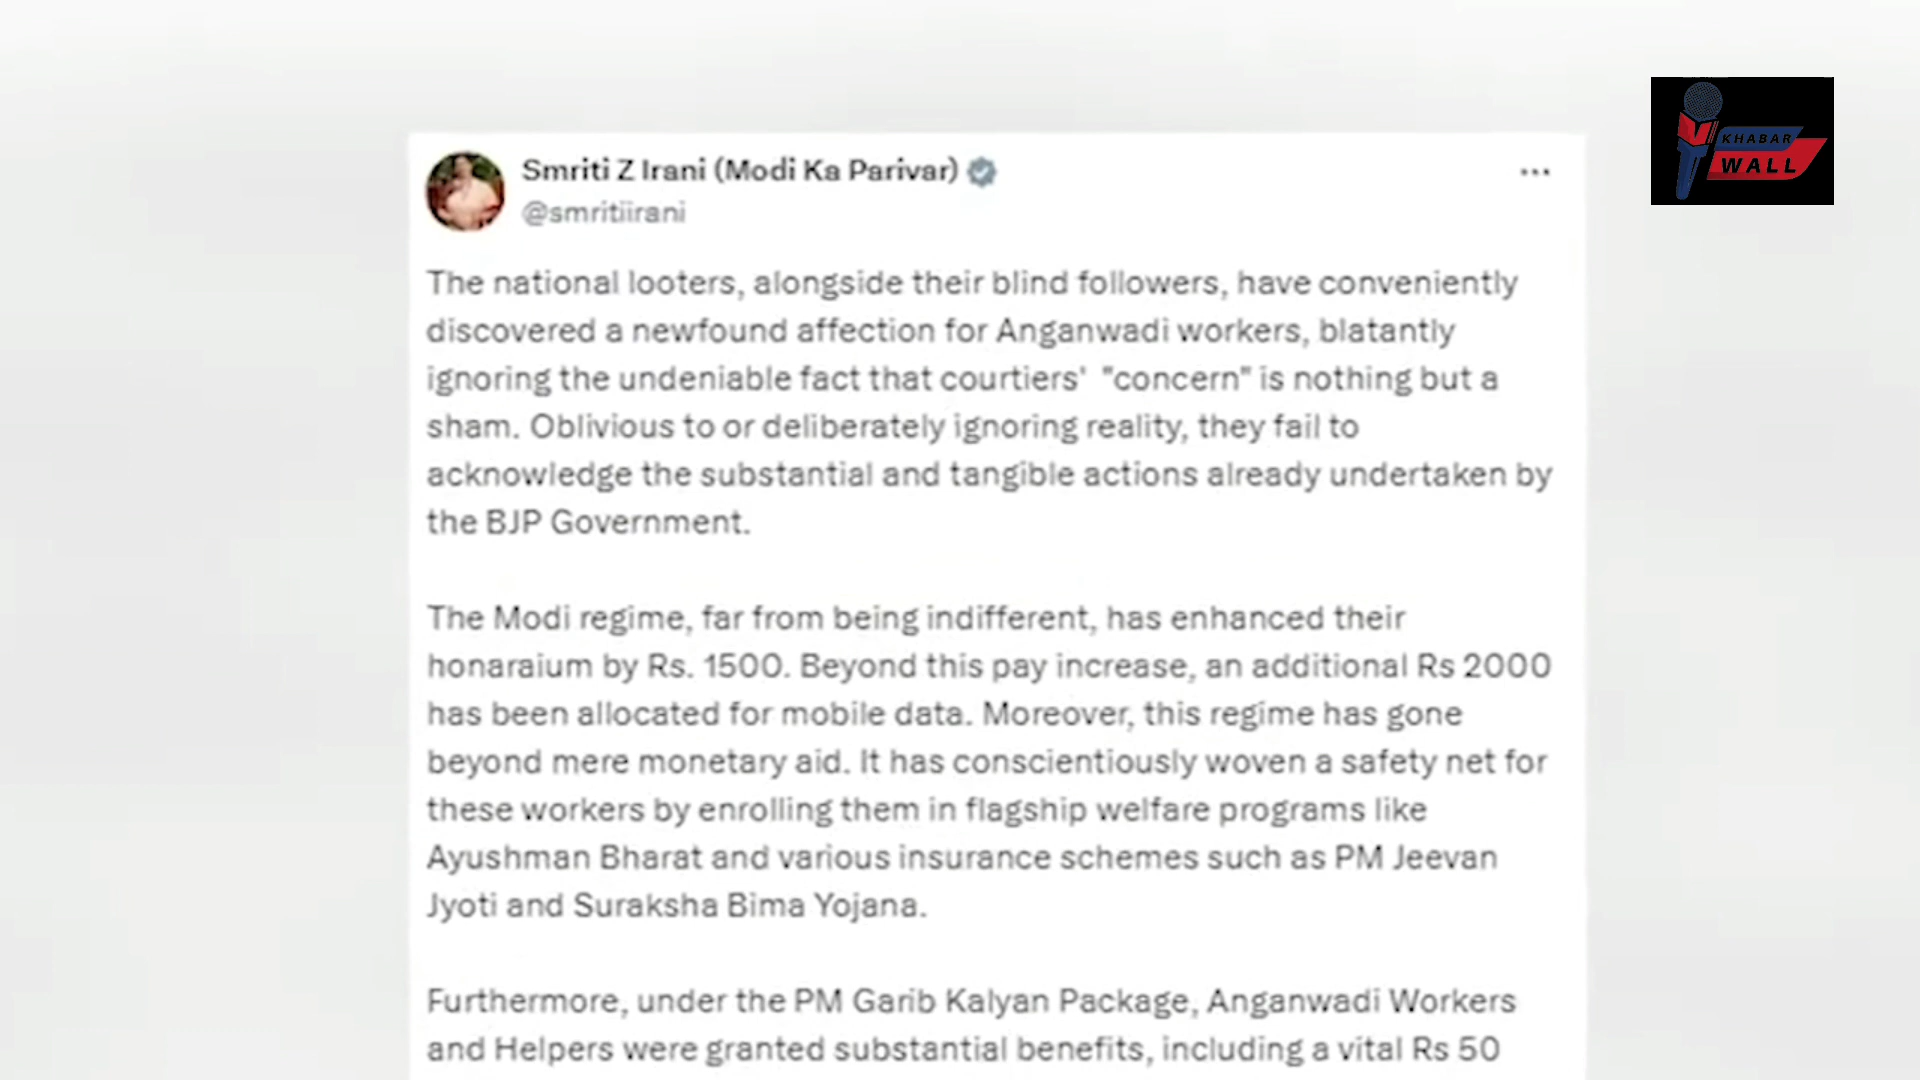 KHABAR
WALL
Smriti Z Irani (Modi Ka Parivar)
@smritiirani
The national looters, alongside their blind followers, have conveniently
discovered a newfound affection for Anganwadi workers, blatantly
ignoring the undeniable fact that courtiers' "concern" is nothing but a
sham. Oblivious to or deliberately ignoring reality, they fail to
acknowledge the substantial and tangible actions already undertaken by
the BJP Government.
The Modi regime, far from being indifferent, has enhanced their
honaraium by Rs. 1500. Beyond this pay increase, an additional Rs 2000
has been allocated for mobile data. Moreover, this regime has gone
beyond mere monetary aid. It has conscientiously woven a safety net for
these workers by enrolling them in flagship welfare programs like
Ayushman Bharat and various insurance schemes such as PM Jeevan
Jyoti and Suraksha Bima Yojana.
Furthermore, under the PM Garib Kalyan Package, Anganwadi Workers
and Helpers were granted substantial benefits, including a vital Rs 50